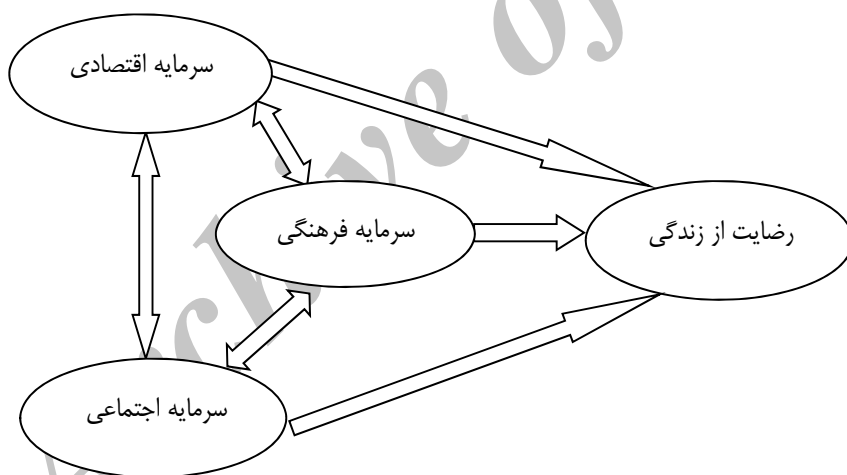 سرمایه اقتصادی
سرمایه فرهنگی
رضایت از زندگی
سرمایه اجتماعی